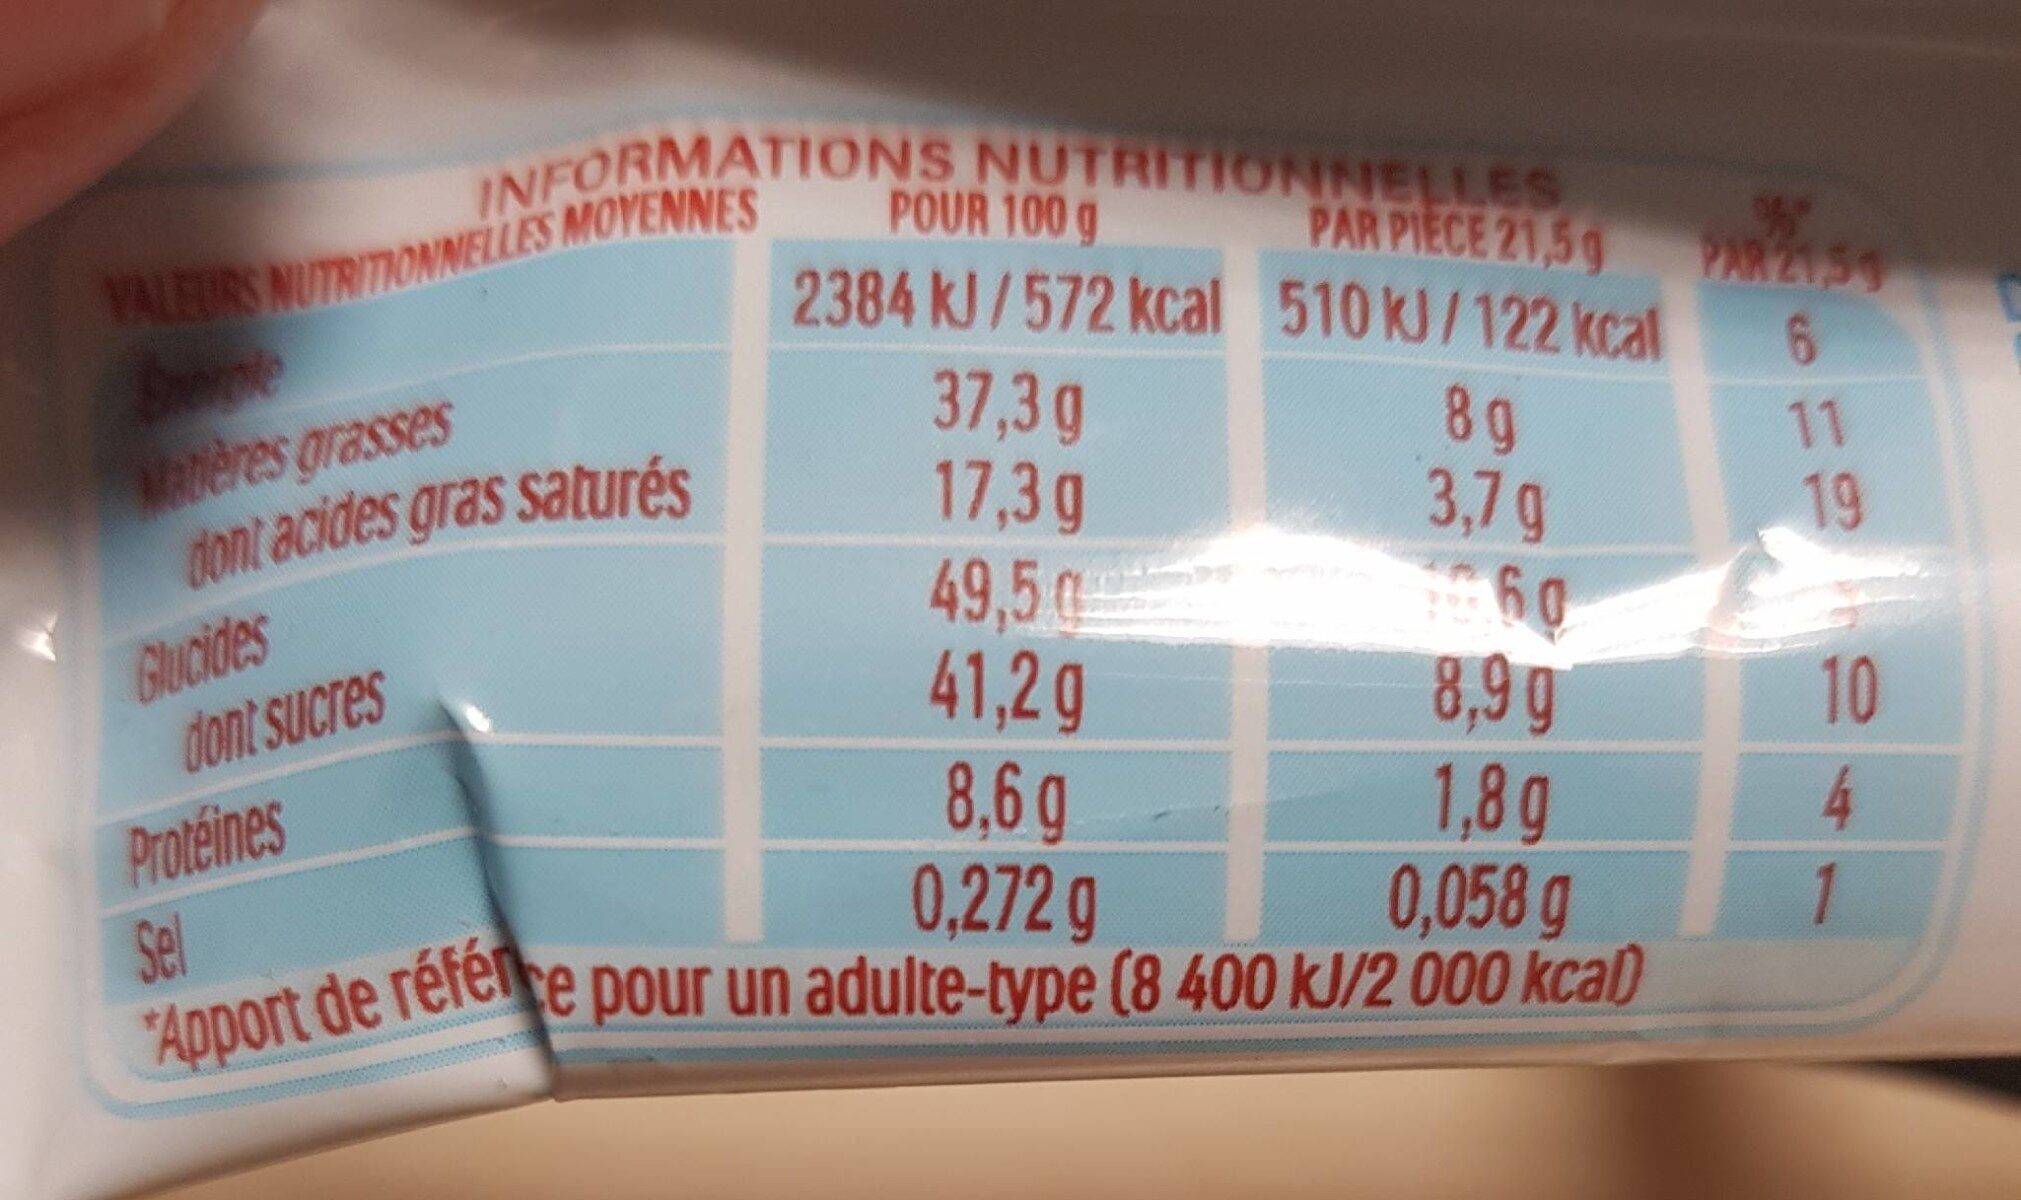 INFORMATIONS NUTRITIONNELLES
VALEURS NUTRITIONNELLES MOYENNES POUR 100 g PAR PIÈCE 21,5 g %* PAR 21,5 g
Énergie 2384 kJ / 572 kcal 510 kJ / 122 kcal 6
Matières grasses 37,3 g 8 g 11
dont acides gras saturés 17,3 g 3,7 g 19
Glucides 49,5 g
dont sucres 41,2 g 8,9 g 10
Protéines 8,6 g 1,8 g 4
Sel 0,272 g 0,058 g 1
*Apport de référ ce pour un adulte-type (8 400 kJ/2 000 kcal)